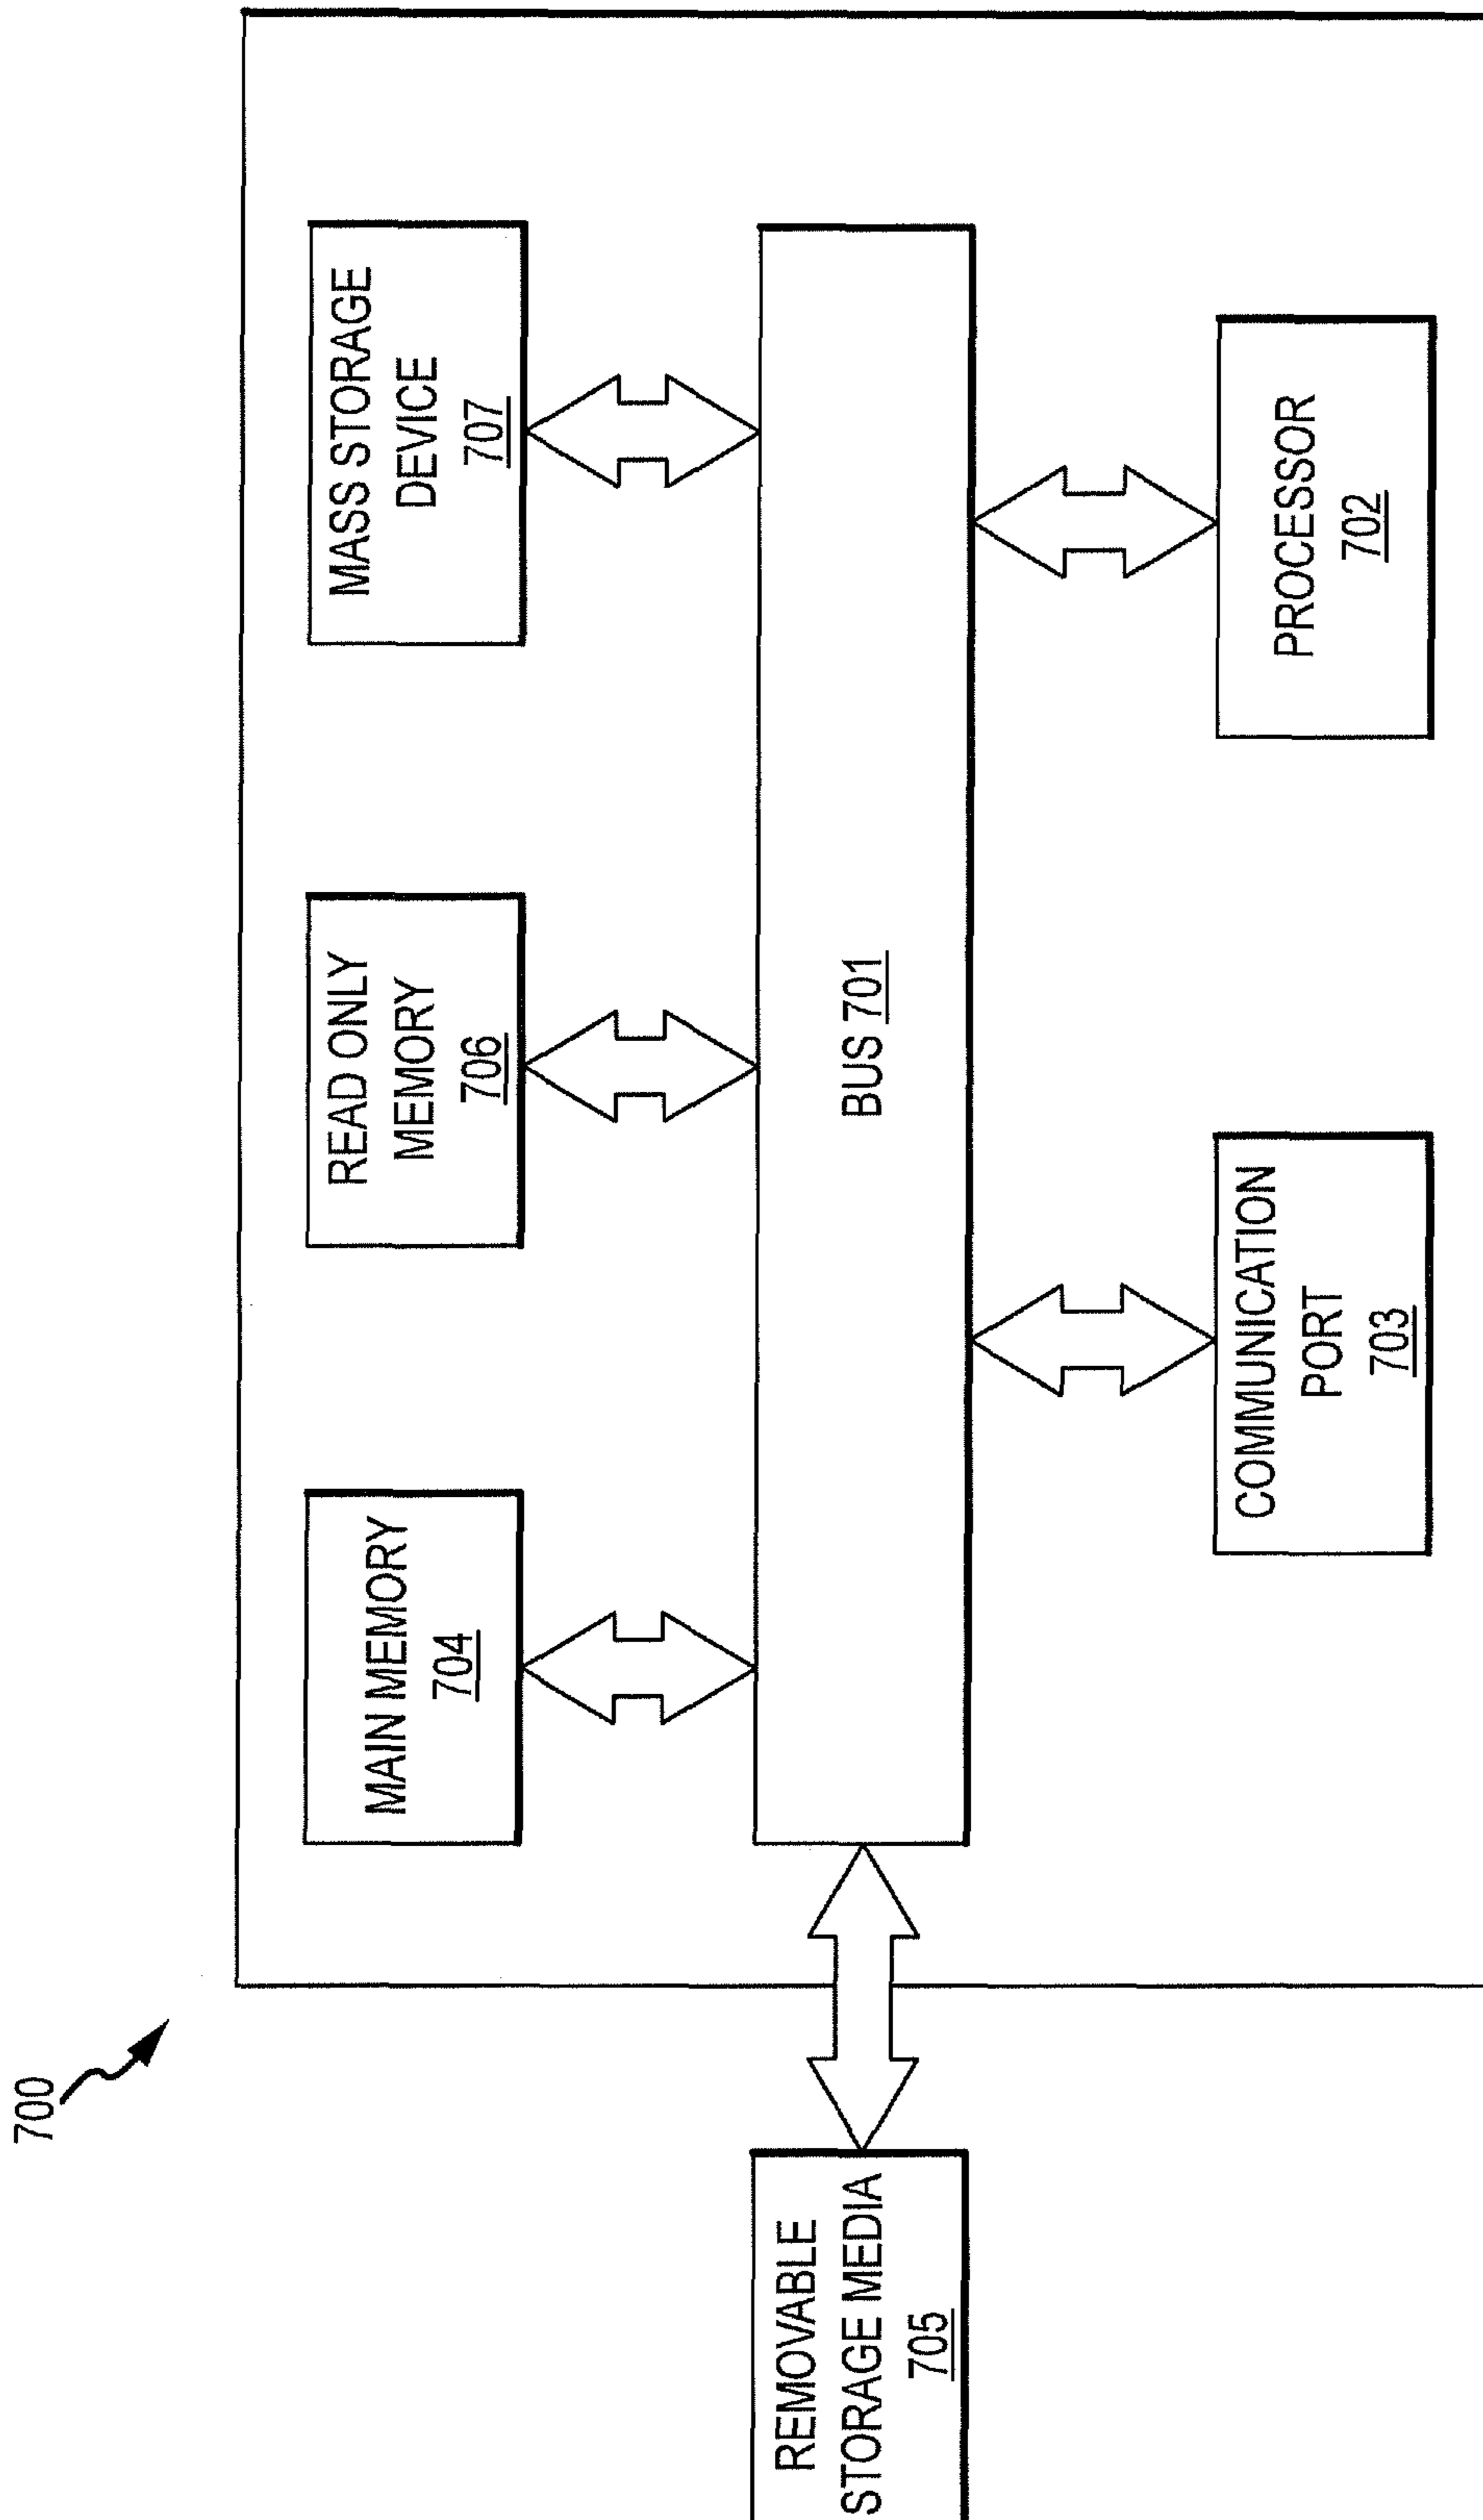 700
MAIN MEMORY
704
READ ONLY
MEMORY
706
MASS STORAGE
DEVICE
707
REMOVABLE
STORAGE MEDIA
705
BUS 701
COMMUNICATION
PORT
703
PROCESSOR
702